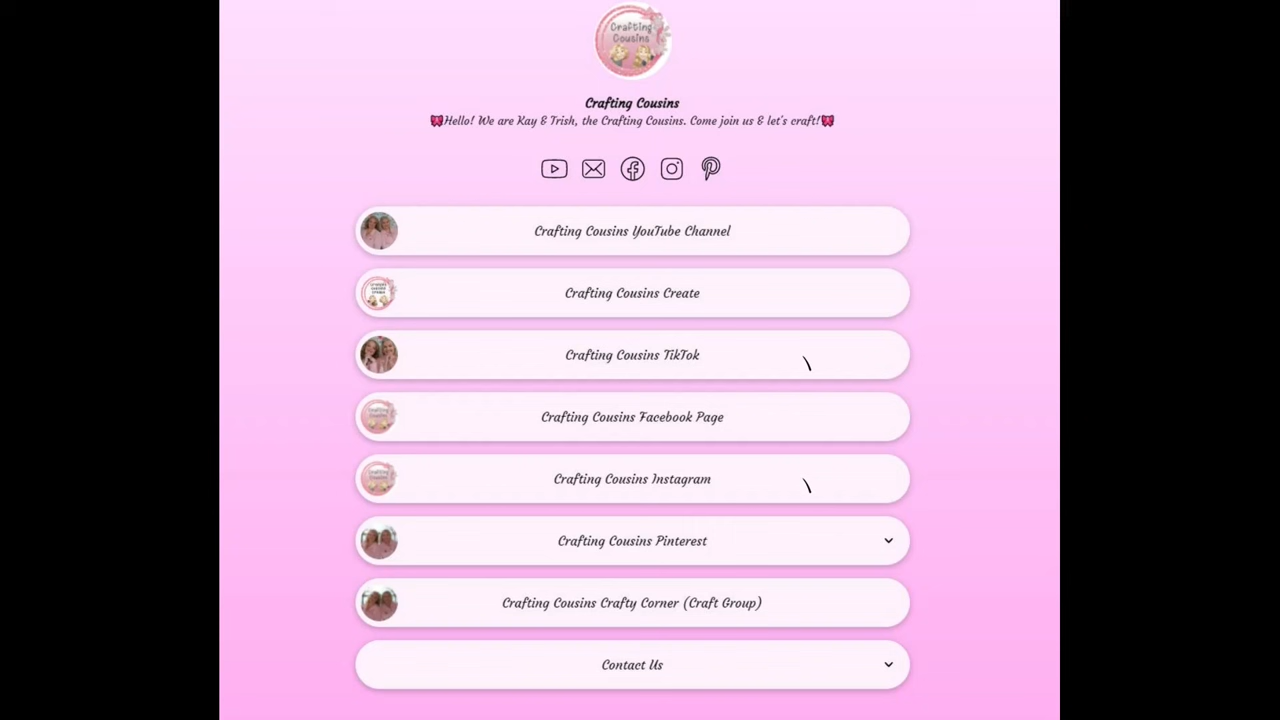 Crafting
Cousins
Crafting Cousins
Hello! We are Kay & Trish, the Crafting Cousins. Come join us & let's craft!
Crafting Cousins YouTube Channel
Crafting Cousins Create
Crafting Cousins TikTok
Crafting Cousins Facebook Page
Crafting Cousins Instagram
Crafting Cousins Pinterest
Crafting Cousins Crafty Corner (Craft Group)
Contact Us